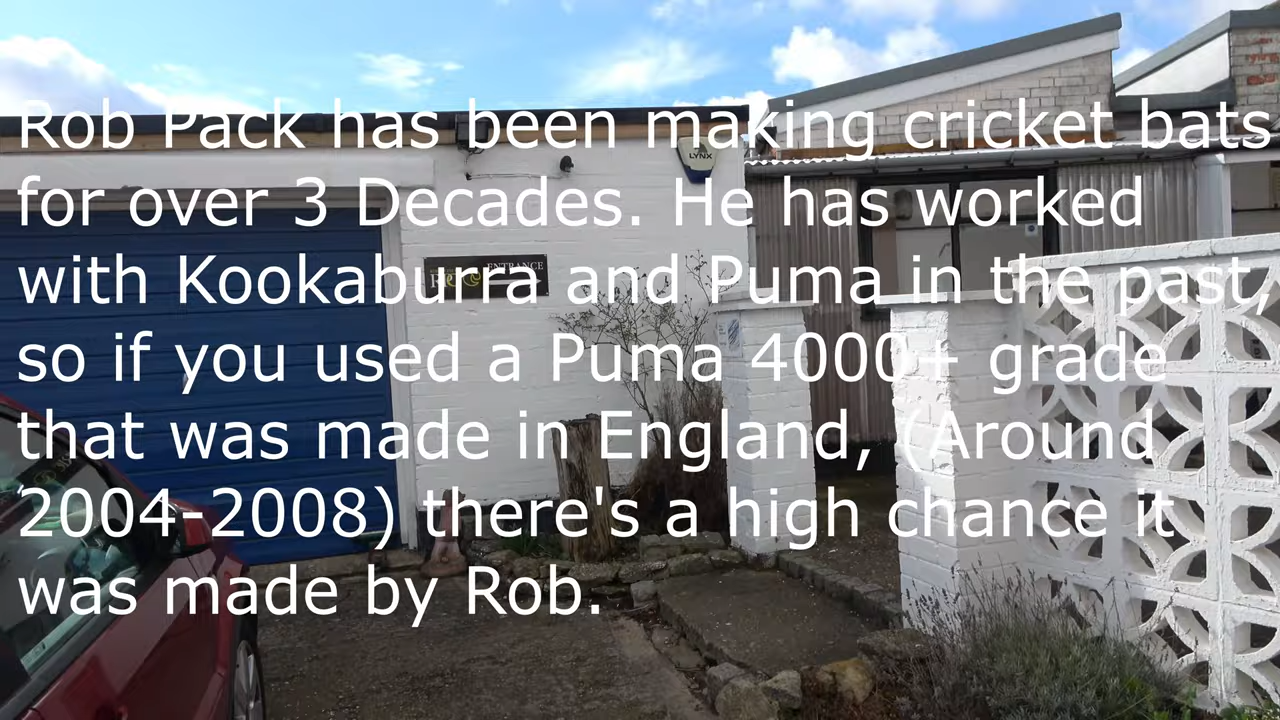 Rob Pack has been making cricket bats
for over 3 Decades. He has worked
with Kookaburra and Puma in the past,
so if you used a Puma 4000+ grade
that was made in England, (Around
2004-2008) there's a high chance it
was made by Rob.
LYNX
ENTRANCE